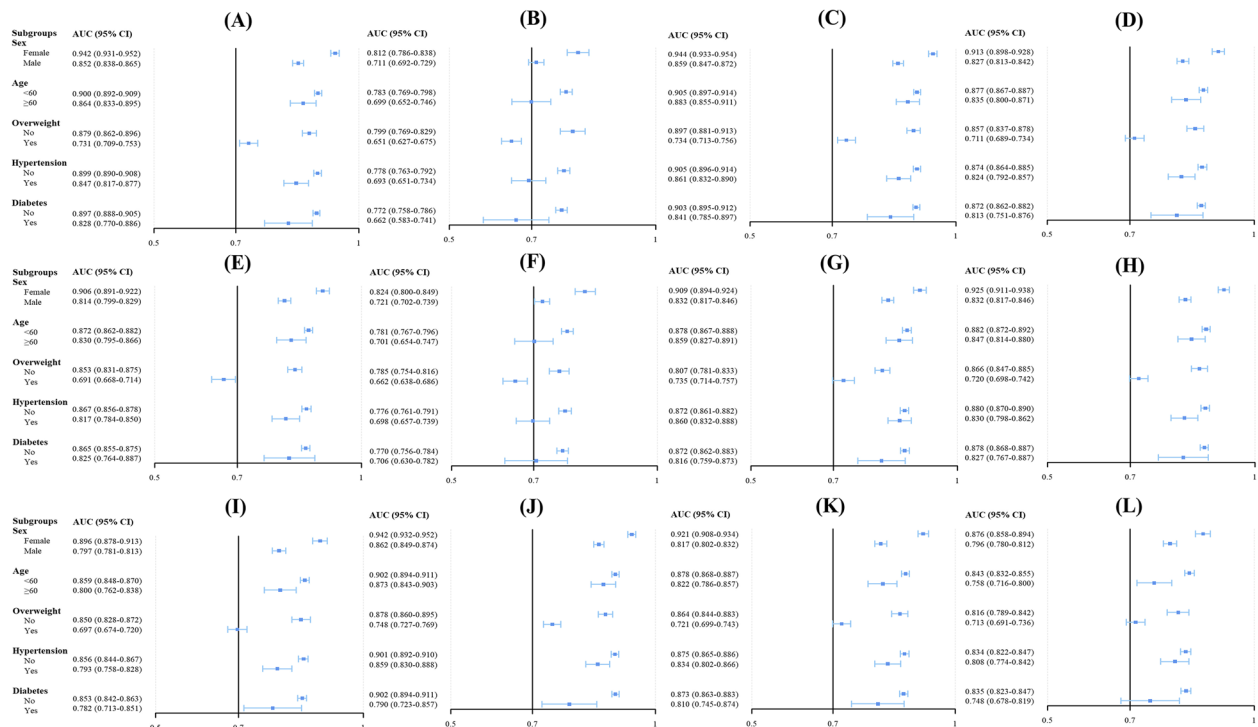 (A) (B) (C) (D)
Subgroups AUC (95% CI) AUC (95% CI) AUC (95% CI) AUC (95% CI)
Sex
Female 0.942 (0.931-0.952) 0.812 (0.786-0.838) 0.944 (0.933-0.954) 0.913 (0.898-0.928)
Male 0.852 (0.838-0.865) 0.711 (0.692-0.729) 0.859 (0.847-0.872) 0.827 (0.813-0.842)
Age
<60 0.900 (0.892-0.909) 0.783 (0.769-0.798) 0.905 (0.897-0.914) 0.877 (0.867-0.887)
≥60 0.864 (0.833-0.895) 0.699 (0.652-0.746) 0.883 (0.855-0.911) 0.835 (0.800-0.871)
Overweight
No 0.879 (0.862-0.896) 0.799 (0.769-0.829) 0.897 (0.881-0.913) 0.857 (0.837-0.878)
Yes 0.731 (0.709-0.753) 0.651 (0.627-0.675) 0.734 (0.713-0.756) 0.711 (0.689-0.734)
Hypertension
No 0.899 (0.890-0.908) 0.778 (0.763-0.792) 0.905 (0.896-0.914) 0.874 (0.864-0.885)
Yes 0.847 (0.817-0.877) 0.693 (0.651-0.734) 0.861 (0.832-0.890) 0.824 (0.792-0.857)
Diabetes
No 0.897 (0.888-0.905) 0.772 (0.758-0.786) 0.903 (0.895-0.912) 0.872 (0.862-0.882)
Yes 0.828 (0.770-0.886) 0.662 (0.583-0.741) 0.841 (0.785-0.897) 0.813 (0.751-0.876)
0.5 0.7 1 0.5 0.7 1 0.5 0.7 1 0.5 0.7 1
(E) (F) (G) (H)
Subgroups AUC (95% CI) AUC (95% CI) AUC (95% CI) AUC (95% CI)
Sex
Female 0.906 (0.891-0.922) 0.824 (0.800-0.849) 0.909 (0.894-0.924) 0.925 (0.911-0.938)
Male 0.814 (0.799-0.829) 0.721 (0.702-0.739) 0.832 (0.817-0.846) 0.832 (0.817-0.846)
Age
<60 0.872 (0.862-0.882) 0.781 (0.767-0.796) 0.878 (0.867-0.888) 0.882 (0.872-0.892)
≥60 0.830 (0.795-0.866) 0.701 (0.654-0.747) 0.859 (0.827-0.891) 0.847 (0.814-0.880)
Overweight
No 0.853 (0.831-0.875) 0.785 (0.754-0.816) 0.807 (0.781-0.833) 0.866 (0.847-0.885)
Yes 0.691 (0.668-0.714) 0.662 (0.638-0.686) 0.735 (0.714-0.757) 0.720 (0.698-0.742)
Hypertension
No 0.867 (0.856-0.878) 0.776 (0.761-0.791) 0.872 (0.861-0.882) 0.880 (0.870-0.890)
Yes 0.817 (0.784-0.850) 0.698 (0.657-0.739) 0.860 (0.832-0.888) 0.830 (0.798-0.862)
Diabetes
No 0.865 (0.855-0.875) 0.770 (0.756-0.784) 0.872 (0.862-0.883) 0.878 (0.868-0.887)
Yes 0.825 (0.764-0.887) 0.706 (0.630-0.782) 0.816 (0.759-0.873) 0.827 (0.767-0.887)
0.5 0.7 1 0.5 0.7 1 0.5 0.7 1 0.5 0.7 1
(I) (J) (K) (L)
Subgroups AUC (95% CI) AUC (95% CI) AUC (95% CI) AUC (95% CI)
Sex
Female 0.896 (0.878-0.913) 0.942 (0.932-0.952) 0.921 (0.908-0.934) 0.876 (0.858-0.894)
Male 0.797 (0.781-0.813) 0.862 (0.849-0.874) 0.817 (0.802-0.832) 0.796 (0.780-0.812)
Age
<60 0.859 (0.848-0.870) 0.902 (0.894-0.911) 0.878 (0.868-0.887) 0.843 (0.832-0.855)
≥60 0.800 (0.762-0.838) 0.873 (0.843-0.903) 0.822 (0.786-0.857) 0.758 (0.716-0.800)
Overweight
No 0.850 (0.828-0.872) 0.878 (0.860-0.895) 0.864 (0.844-0.883) 0.816 (0.789-0.842)
Yes 0.697 (0.674-0.720) 0.748 (0.727-0.769) 0.721 (0.699-0.743) 0.713 (0.691-0.736)
Hypertension
No 0.856 (0.844-0.867) 0.901 (0.892-0.910) 0.875 (0.865-0.886) 0.834 (0.822-0.847)
Yes 0.793 (0.758-0.828) 0.859 (0.830-0.888) 0.834 (0.802-0.866) 0.808 (0.774-0.842)
Diabetes
No 0.853 (0.842-0.863) 0.902 (0.894-0.911) 0.873 (0.863-0.883) 0.835 (0.823-0.847)
Yes 0.782 (0.713-0.851) 0.790 (0.723-0.857) 0.810 (0.745-0.874) 0.748 (0.678-0.819)
0.5 0.7 1 0.5 0.7 1 0.5 0.7 1 0.5 0.7 1